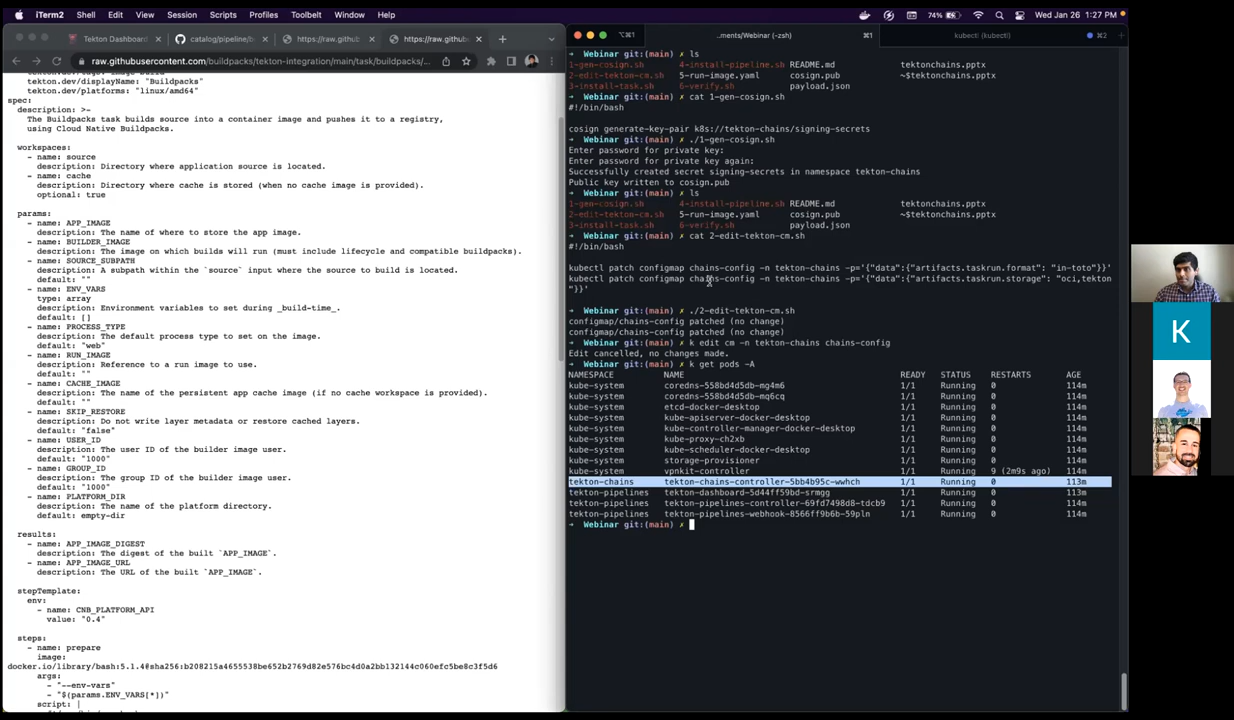 iTerm2 Shell Edit View Session Scripts Profiles Toolbelt Window Help
74% Wed Jan 26 1:27 PM
Tekton Dashboard
catalog/pipeline/b
https://raw.github
https://raw.github
raw.githubusercontent.com/buildpacks/tekton-integration/main/task/buildpacks/...
tekton.dev/displayName: "Buildpacks"
tekton.dev/platforms: "linux/amd64"
spec:
description: >-
The Buildpacks task builds source into a container image and pushes it to a registry,
using Cloud Native Buildpacks.
workspaces:
- name: source
description: Directory where application source is located.
- name: cache
description: Directory where cache is stored (when no cache image is provided).
optional: true
params:
- name: APP_IMAGE
description: The name of where to store the app image.
- name: BUILDER_IMAGE
description: The image on which builds will run (must include lifecycle and compatible buildpacks).
- name: SOURCE_SUBPATH
description: A subpath within the `source` input where the source to build is located.
default: ""
- name: ENV_VARS
type: array
description: Environment variables to set during _build-time_.
default: []
- name: PROCESS_TYPE
description: The default process type to set on the image.
default: "web"
- name: RUN_IMAGE
description: Reference to a run image to use.
default: ""
- name: CACHE_IMAGE
description: The name of the persistent app cache image (if no cache workspace is provided).
default: ""
- name: SKIP_RESTORE
description: Do not write layer metadata or restore cached layers.
default: "false"
- name: USER_ID
description: The user ID of the builder image user.
default: "1000"
- name: GROUP_ID
description: The group ID of the builder image user.
default: "1000"
- name: PLATFORM_DIR
description: The name of the platform directory.
default: empty-dir
results:
- name: APP_IMAGE_DIGEST
description: The digest of the built `APP_IMAGE`.
- name: APP_IMAGE_URL
description: The URL of the built `APP_IMAGE`.
stepTemplate:
env:
- name: CNB_PLATFORM_API
value: "0.4"
steps:
- name: prepare
image:
docker.io/library/bash:5.1.4@sha256:b208215a4655538be652b2769d82e576bc4d0a2bb132144c060efc5be8c3f5d6
args:
- "--env-vars"
- "$(params.ENV_VARS[*])"
script: |
⌥⌘1 ..ments/Webinar (-zsh) ⌘1 kubectl (kubectl) ⌘2
➜ Webinar git:(main) ✗ ls
1-gen-cosign.sh 4-install-pipeline.sh README.md tektonchains.pptx
2-edit-tekton-cm.sh 5-run-image.yaml cosign.pub ~$tektonchains.pptx
3-install-task.sh 6-verify.sh payload.json
➜ Webinar git:(main) ✗ cat 1-gen-cosign.sh
#!/bin/bash
cosign generate-key-pair k8s://tekton-chains/signing-secrets
➜ Webinar git:(main) ✗ ./1-gen-cosign.sh
Enter password for private key:
Enter password for private key again:
Successfully created secret signing-secrets in namespace tekton-chains
Public key written to cosign.pub
➜ Webinar git:(main) ✗ ls
1-gen-cosign.sh 4-install-pipeline.sh README.md tektonchains.pptx
2-edit-tekton-cm.sh 5-run-image.yaml cosign.pub ~$tektonchains.pptx
3-install-task.sh 6-verify.sh payload.json
➜ Webinar git:(main) ✗ cat 2-edit-tekton-cm.sh
#!/bin/bash
kubectl patch configmap chains-config -n tekton-chains -p='{"data":{"artifacts.taskrun.format": "in-toto"}}'
kubectl patch configmap chains-config -n tekton-chains -p='{"data":{"artifacts.taskrun.storage": "oci,tekton
"}}'
➜ Webinar git:(main) ✗ ./2-edit-tekton-cm.sh
configmap/chains-config patched (no change)
configmap/chains-config patched (no change)
➜ Webinar git:(main) ✗ k edit cm -n tekton-chains chains-config
Edit cancelled, no changes made.
➜ Webinar git:(main) ✗ k get pods -A
NAMESPACE NAME READY STATUS RESTARTS AGE
kube-system coredns-558bd4d5db-mg4m6 1/1 Running 0 114m
kube-system coredns-558bd4d5db-mq6cq 1/1 Running 0 114m
kube-system etcd-docker-desktop 1/1 Running 0 114m
kube-system kube-apiserver-docker-desktop 1/1 Running 0 114m
kube-system kube-controller-manager-docker-desktop 1/1 Running 0 114m
kube-system kube-proxy-ch2xb 1/1 Running 0 114m
kube-system kube-scheduler-docker-desktop 1/1 Running 0 114m
kube-system storage-provisioner 1/1 Running 0 114m
kube-system vpnkit-controller 1/1 Running 9 (2m9s ago) 114m
tekton-chains tekton-chains-controller-5bb4b95c-wwhch 1/1 Running 0 113m
tekton-pipelines tekton-dashboard-5d44ff59bd-srmgg 1/1 Running 0 113m
tekton-pipelines tekton-pipelines-controller-69fd7498d8-tdcb9 1/1 Running 0 114m
tekton-pipelines tekton-pipelines-webhook-8566ff9b6b-59pln 1/1 Running 0 114m
➜ Webinar git:(main) ✗
K